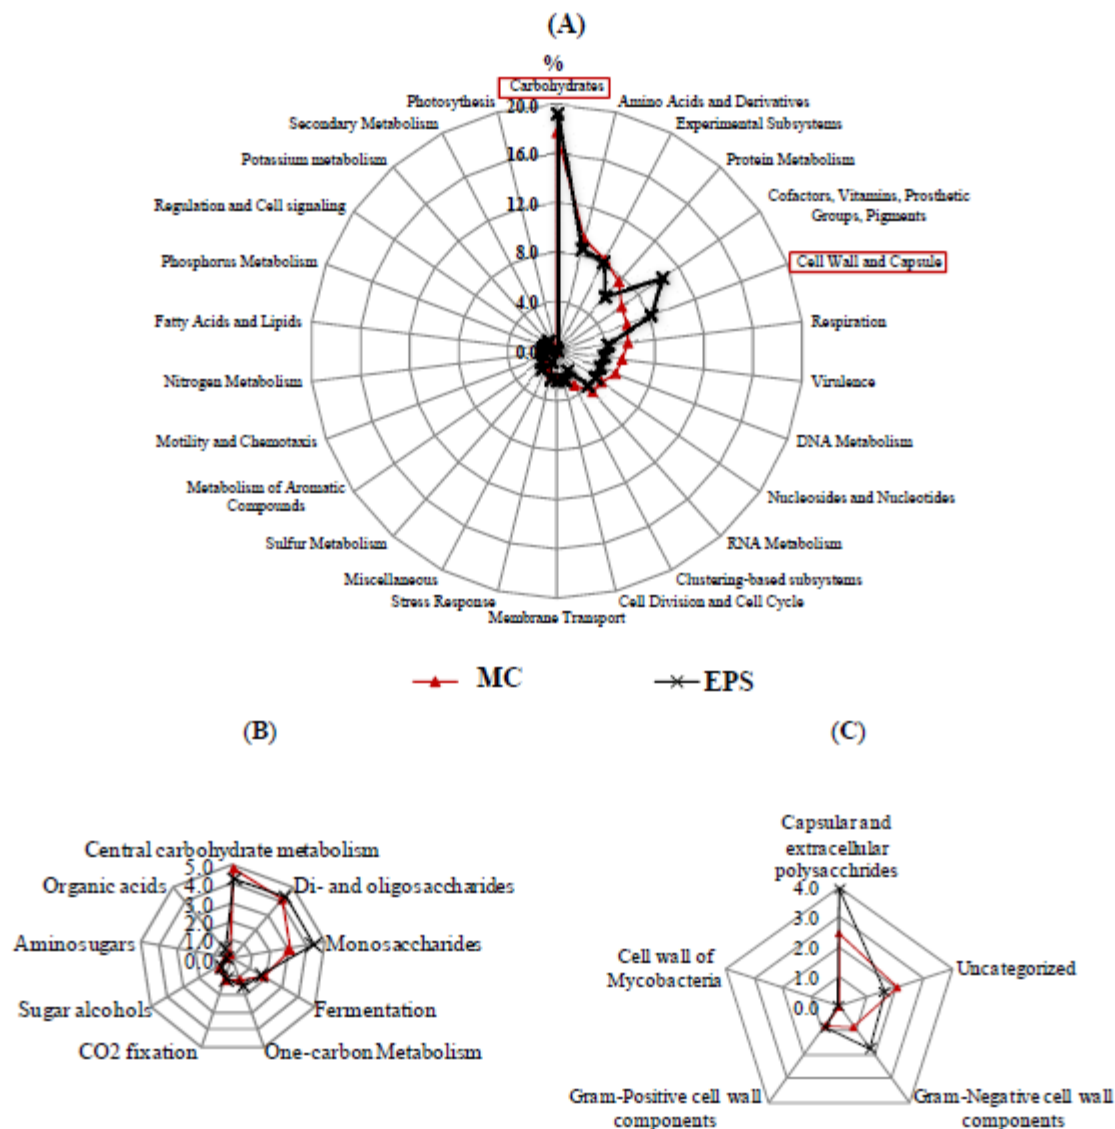 (A)
%
Carbohydrates
Photosythesis
Amino Acids and Derivatives
Secondary Metabolism
Experimental Subsystems
Potassium metabolism
Protein Metabolism
Regulation and Cell signaling
Cofactors, Vitamins, Prosthetic
Groups, Pigments
Phosphorus Metabolism
Cell Wall and Capsule
Fatty Acids and Lipids
Respiration
Nitrogen Metabolism
Virulence
Motility and Chemotaxis
DNA Metabolism
Metabolism of Aromatic
Compounds
Nucleosides and Nucleotides
Sulfur Metabolism
RNA Metabolism
Miscellaneous
Clustering-based subsystems
Stress Response
Cell Division and Cell Cycle
Membrane Transport
20.0
16.0
12.0
8.0
4.0
0.0
MC
EPS
(B)
Central carbohydrate metabolism
Organic acids
Di- and oligosaccharides
Aminosugars
Monosaccharides
Sugar alcohols
Fermentation
CO2 fixation
One-carbon Metabolism
5.0
4.0
3.0
2.0
1.0
0.0
(C)
Capsular and
extracellular
polysacchrides
Cell wall of
Mycobacteria
Uncategorized
Gram-Positive cell wall
components
Gram-Negative cell wall
components
4.0
3.0
2.0
1.0
0.0